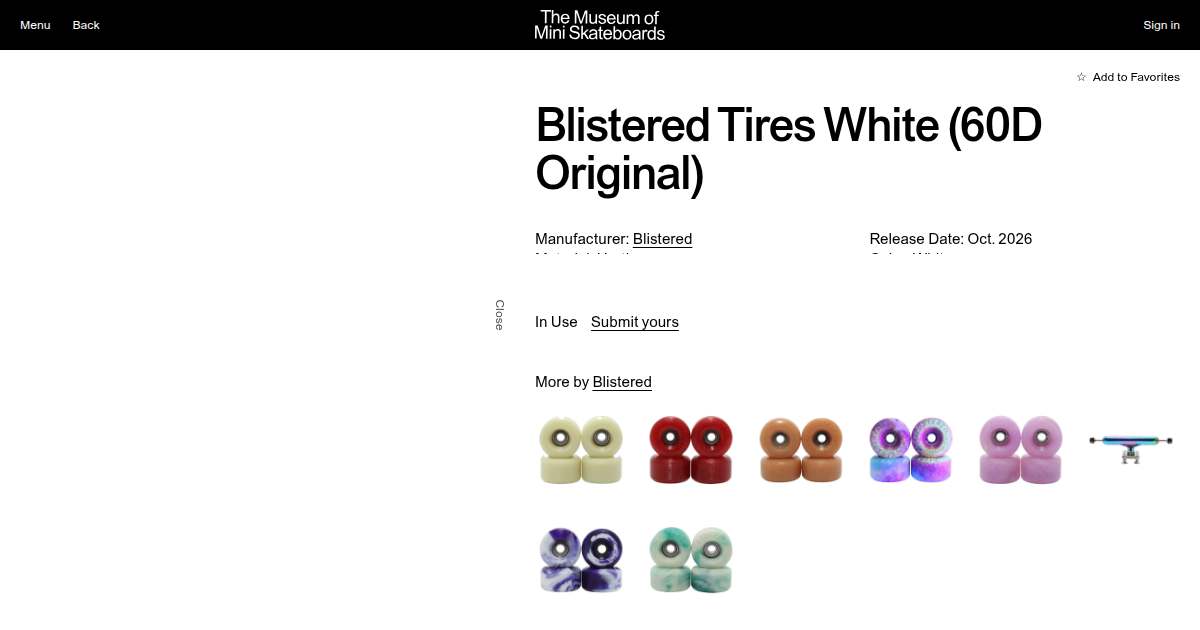 Menu
Back
The Museum of
Mini Skateboards
Sign in
☆ Add to Favorites
Blistered Tires White (60D
Original)
Manufacturer: Blistered
Release Date: Oct. 2026
Close
In Use
Submit yours
More by Blistered